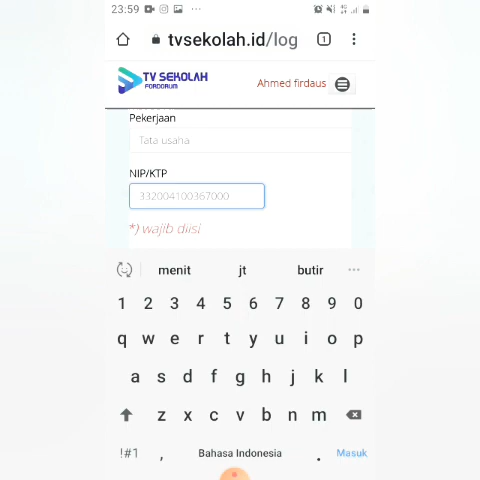 23:59
tvsekolah.id/log
1
TV SEKOLAH
FORDORUM
Ahmed firdaus
Pekerjaan
Tata usaha
NIP/KTP
332004100367000
*) wajib diisi
menit jt butir
1 2 3 4 5 6 7 8 9 0
q w e r t y u i o p
a s d f g h j k l
z x c v b n m
!#1 , Bahasa Indonesia . Masuk